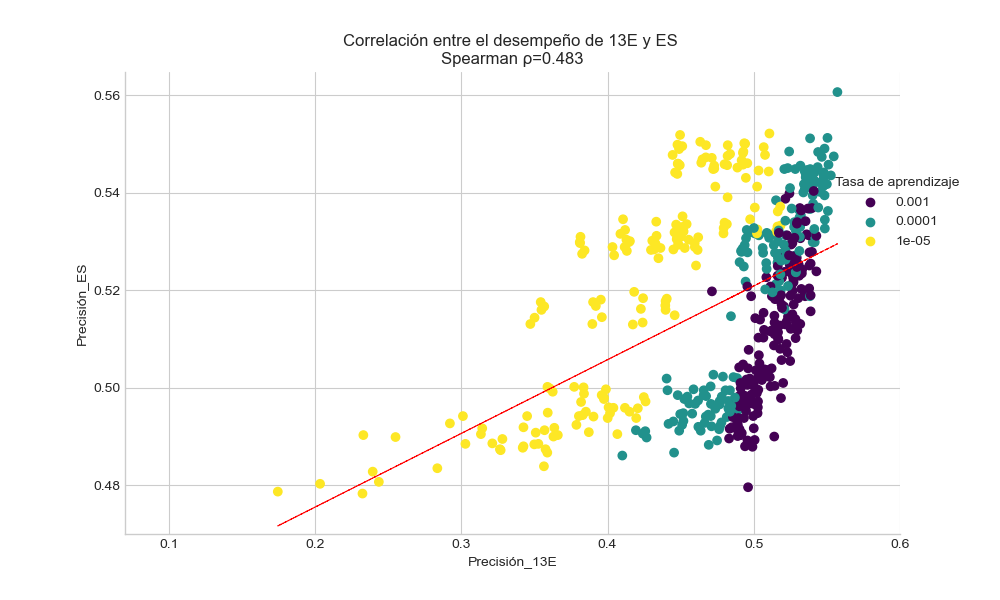 Correlación entre el desempeño de 13E y ES
Spearman ρ=0.483
0.56
0.54
0.52
0.50
0.48
Precisión_ES
Tasa de aprendizaje
0.001
0.0001
1e-05
0.1
0.2
0.3
0.4
0.5
0.6
Precisión_13E